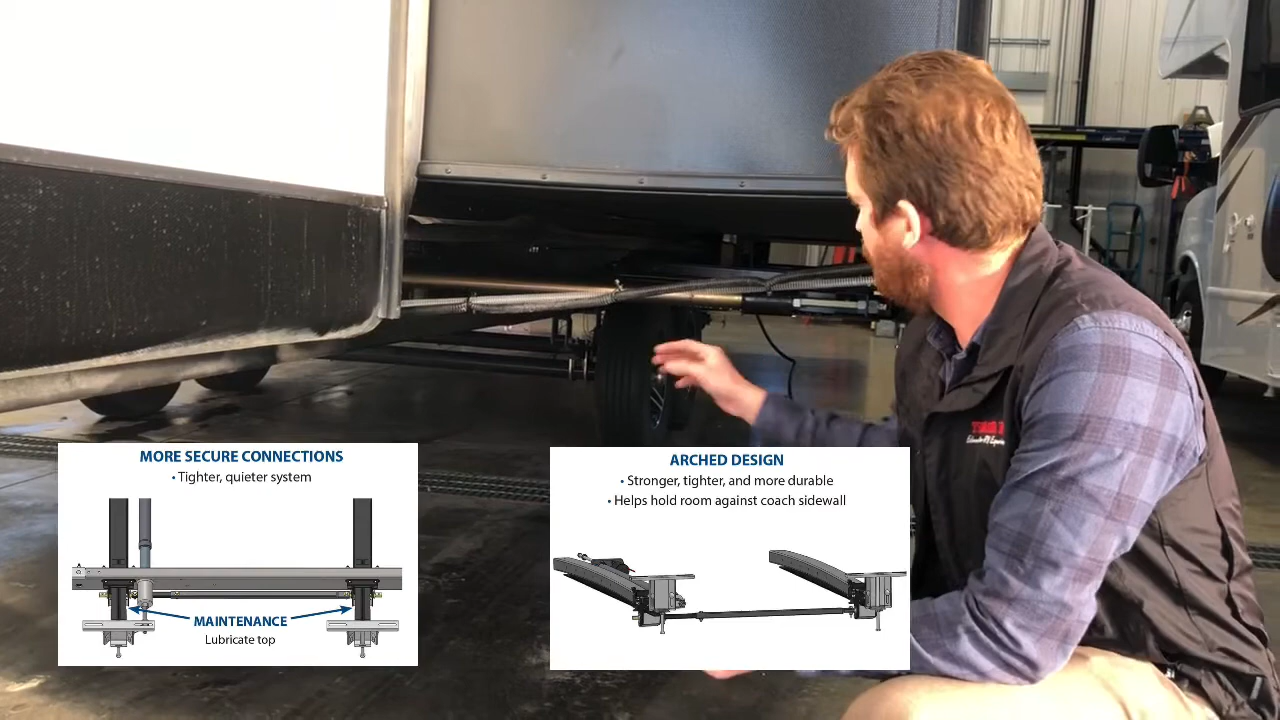 MORE SECURE CONNECTIONS
• Tighter, quieter system
MAINTENANCE
Lubricate top
ARCHED DESIGN
• Stronger, tighter, and more durable
• Helps hold room against coach sidewall